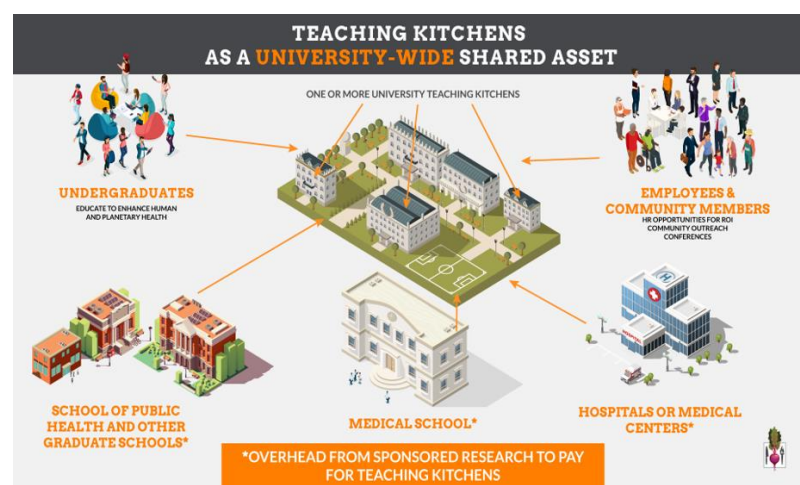 TEACHING KITCHENS
AS A UNIVERSITY-WIDE SHARED ASSET
ONE OR MORE UNIVERSITY TEACHING KITCHENS
UNDERGRADUATES
EDUCATE TO ENHANCE HUMAN
AND PLANETARY HEALTH
EMPLOYEES &
COMMUNITY MEMBERS
HR OPPORTUNITIES FOR ROI
COMMUNITY OUTREACH
CONFERENCES
HOSPITAL
SCHOOL OF PUBLIC
HEALTH AND OTHER
GRADUATE SCHOOLS*
MEDICAL SCHOOL*
HOSPITALS OR MEDICAL
CENTERS*
*OVERHEAD FROM SPONSORED RESEARCH TO PAY
FOR TEACHING KITCHENS